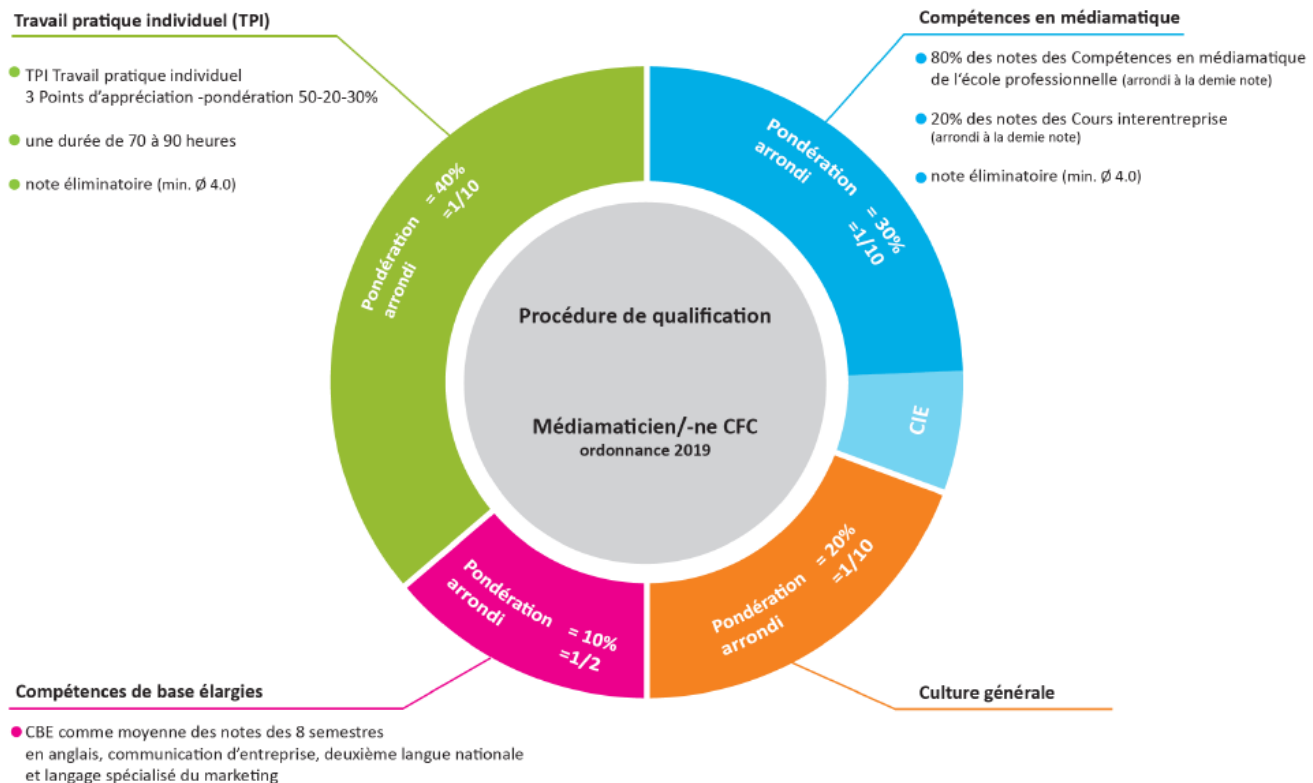 Travail pratique individuel (TPI)
TPI Travail pratique individuel
3 Points d'appréciation -pondération 50-20-30%
une durée de 70 à 90 heures
note éliminatoire (min. Ø 4.0)
Compétences en médiamatique
80% des notes des Compétences en médiamatique
de l'école professionnelle (arrondi à la demie note)
20% des notes des Cours interentreprise
(arrondi à la demie note)
note éliminatoire (min. Ø 4.0)
Pondération = 40%
arrondi =1/10
Pondération = 30%
arrondi =1/10
CIE
Procédure de qualification
Médiamaticien/-ne CFC
ordonnance 2019
Pondération = 10%
arrondi =1/2
Pondération = 20%
arrondi =1/10
Compétences de base élargies
CBE comme moyenne des notes des 8 semestres
en anglais, communication d'entreprise, deuxième langue nationale
et langage spécialisé du marketing
Culture générale